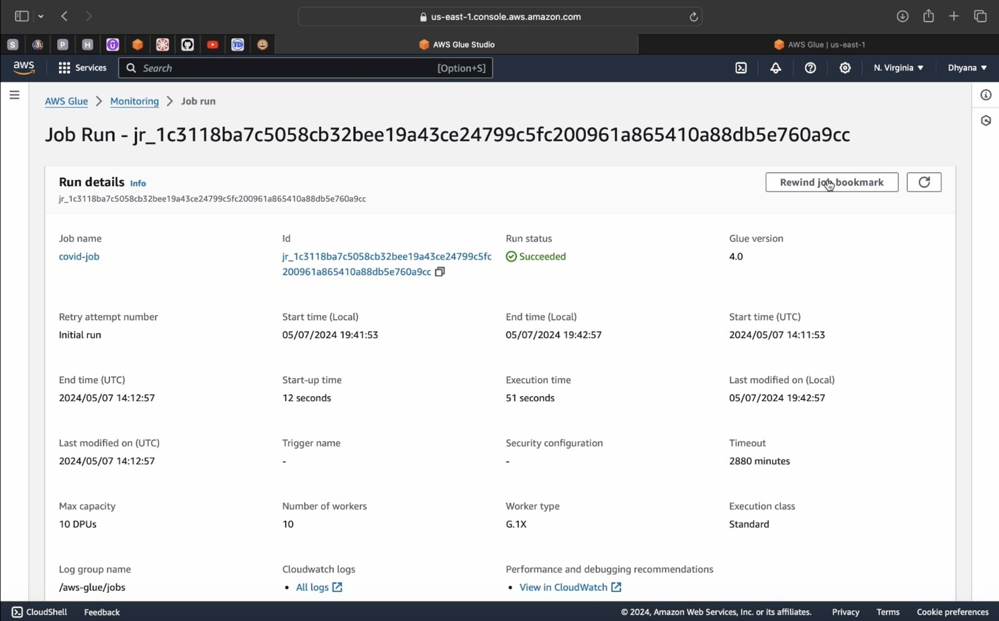 us-east-1.console.aws.amazon.com
S
P
H
TD
AWS Glue Studio
AWS Glue | us-east-1
aws
Services
Search
[Option+S]
N. Virginia
Dhyana
AWS Glue
Monitoring
Job run
Job Run - jr_1c3118ba7c5058cb32bee19a43ce24799c5fc200961a865410a88db5e760a9cc
Run details
Info
Rewind job bookmark
jr_1c3118ba7c5058cb32bee19a43ce24799c5fc200961a865410a88db5e760a9cc
Job name
Id
Run status
Glue version
covid-job
jr_1c3118ba7c5058cb32bee19a43ce24799c5fc
200961a865410a88db5e760a9cc
Succeeded
4.0
Retry attempt number
Start time (Local)
End time (Local)
Start time (UTC)
Initial run
05/07/2024 19:41:53
05/07/2024 19:42:57
2024/05/07 14:11:53
End time (UTC)
Start-up time
Execution time
Last modified on (Local)
2024/05/07 14:12:57
12 seconds
51 seconds
05/07/2024 19:42:57
Last modified on (UTC)
Trigger name
Security configuration
Timeout
2024/05/07 14:12:57
-
-
2880 minutes
Max capacity
Number of workers
Worker type
Execution class
10 DPUs
10
G.1X
Standard
Log group name
Cloudwatch logs
Performance and debugging recommendations
/aws-glue/jobs
• All logs
• View in CloudWatch
CloudShell
Feedback
© 2024, Amazon Web Services, Inc. or its affiliates.
Privacy
Terms
Cookie preferences